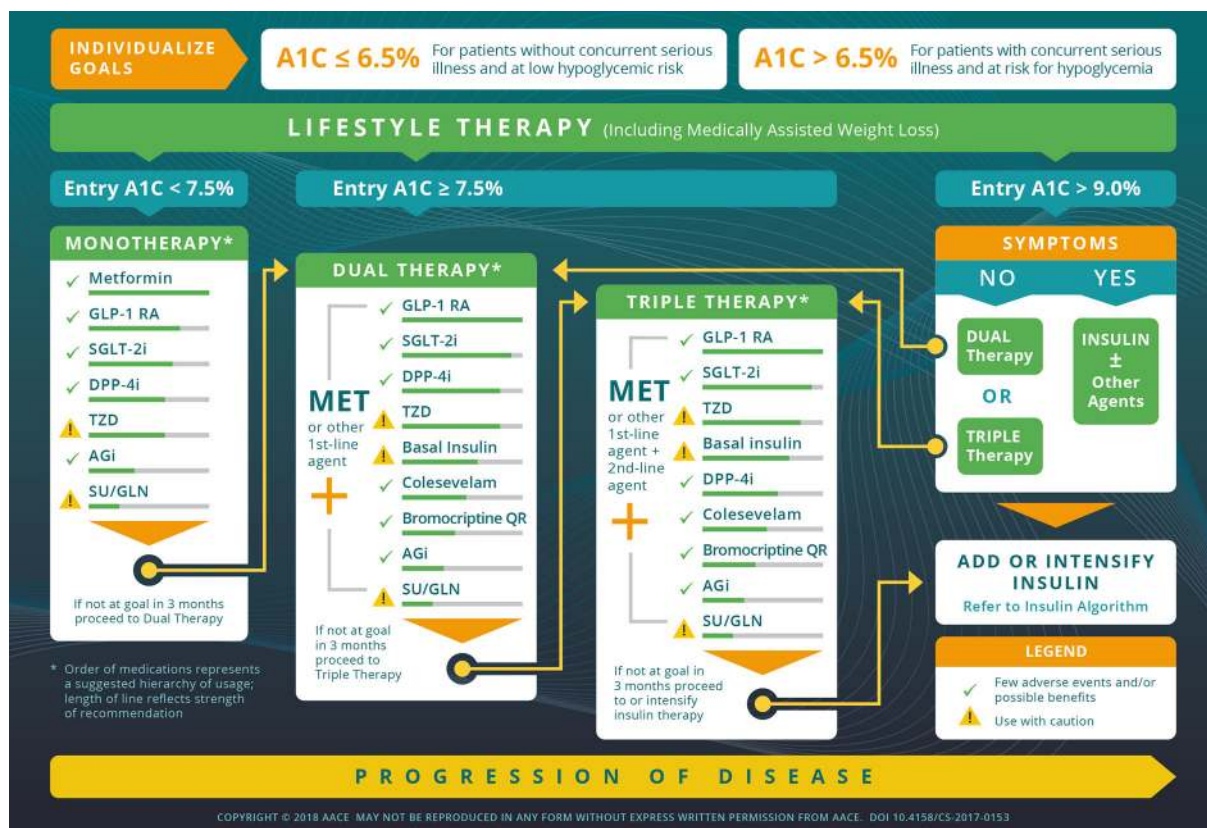 INDIVIDUALIZE
GOALS
A1C ≤ 6.5%
For patients without concurrent serious
illness and at low hypoglycemic risk
A1C > 6.5%
For patients with concurrent serious
illness and at risk for hypoglycemia
LIFESTYLE THERAPY (Including Medically Assisted Weight Loss)
Entry A1C < 7.5%
Entry A1C ≥ 7.5%
Entry A1C > 9.0%
MONOTHERAPY*
✓ Metformin
✓ GLP-1 RA
✓ SGLT-2i
✓ DPP-4i
! TZD
✓ AGi
! SU/GLN
If not at goal in 3 months
proceed to Dual Therapy
DUAL THERAPY*
MET
or other
1st-line
agent
+
✓ GLP-1 RA
✓ SGLT-2i
✓ DPP-4i
! TZD
! Basal Insulin
✓ Colesevelam
✓ Bromocriptine QR
✓ AGi
! SU/GLN
If not at goal
in 3 months
proceed to
Triple Therapy
TRIPLE THERAPY*
MET
or other
1st-line
agent +
2nd-line
agent
+
✓ GLP-1 RA
✓ SGLT-2i
! TZD
! Basal insulin
✓ DPP-4i
✓ Colesevelam
✓ Bromocriptine QR
✓ AGi
! SU/GLN
If not at goal in
3 months proceed
to or intensify
insulin therapy
SYMPTOMS
NO
YES
DUAL
Therapy
OR
TRIPLE
Therapy
INSULIN
±
Other
Agents
ADD OR INTENSIFY
INSULIN
Refer to Insulin Algorithm
LEGEND
✓ Few adverse events and/or
possible benefits
! Use with caution
* Order of medications represents
a suggested hierarchy of usage;
length of line reflects strength
of recommendation
PROGRESSION OF DISEASE
COPYRIGHT © 2018 AACE MAY NOT BE REPRODUCED IN ANY FORM WITHOUT EXPRESS WRITTEN PERMISSION FROM AACE. DOI 10.4158/CS-2017-0153